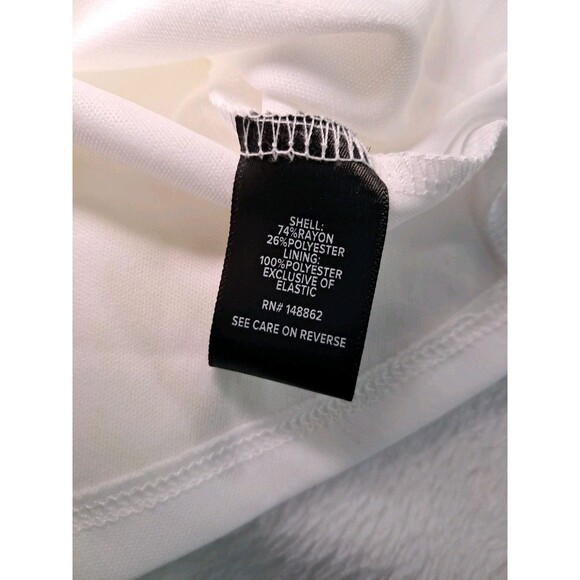 SHELL:
74%RAYON
26%POLYESTER
LINING:
100%POLYESTER
EXCLUSIVE OF
ELASTIC
RN# 148862
SEE CARE ON REVERSE